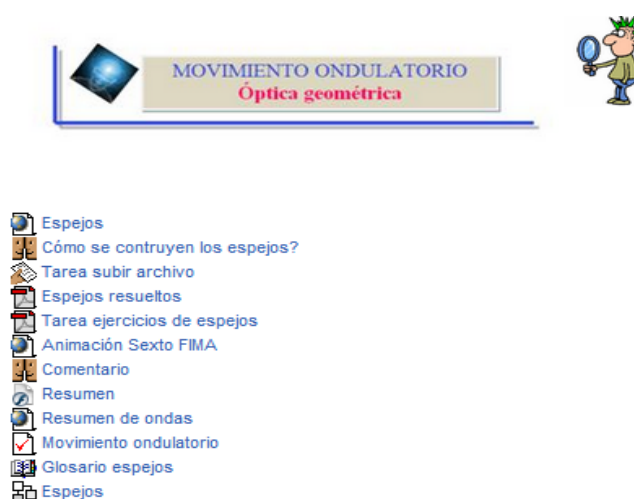 MOVIMIENTO ONDULATORIO
Óptica geométrica
Espejos
Cómo se contruyen los espejos?
Tarea subir archivo
Espejos resueltos
Tarea ejercicios de espejos
Animación Sexto FIMA
Comentario
Resumen
Resumen de ondas
Movimiento ondulatorio
Glosario espejos
Espejos